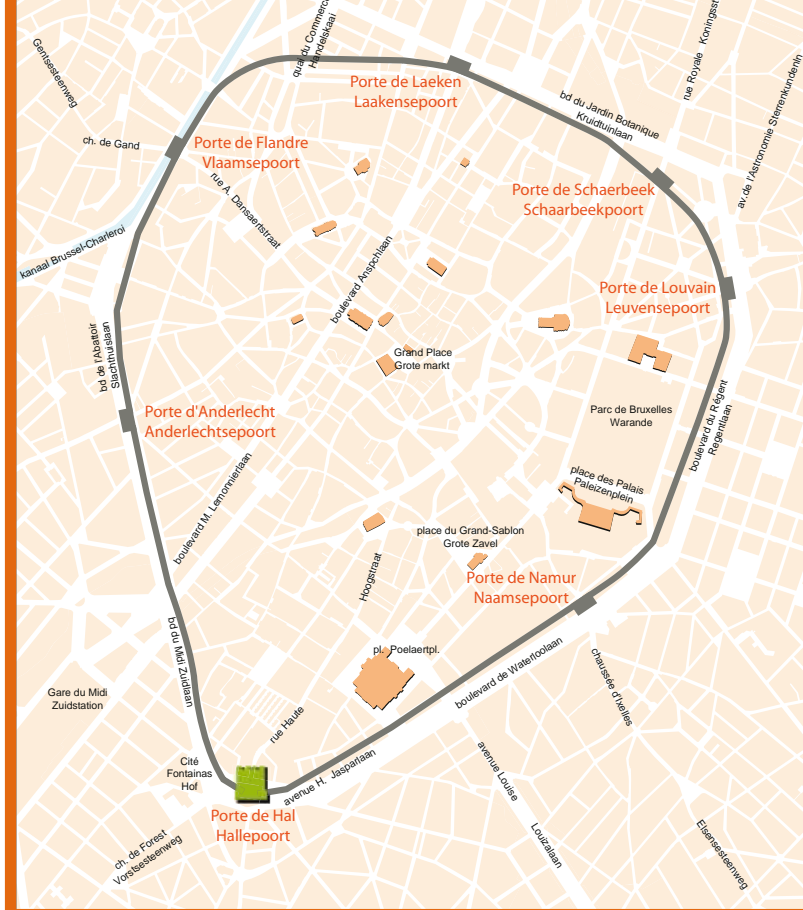 quai du Commerce
Handelskaai
Gentsesteenweg
rue Royale Koningsst
Porte de Laeken
Laakensepoort
bd du Jardin Botanique
Kruidtuinlaan
av.de l'Astronomie Sterrenkundenln
ch. de Gand
Porte de Flandre
Vlaamsepoort
rue A. Dansaertstraat
Porte de Schaerbeek
Schaarbeekpoort
kanaal Brussel-Charleroi
boulevard Anspchlaan
Porte de Louvain
Leuvensepoort
bd de l'Abattoir
Slachthuislaan
Grand Place
Grote markt
Porte d'Anderlecht
Anderlechtsepoort
Parc de Bruxelles
Warande
boulevard du Régent
Regentlaan
boulevard M. Lemonnierlaan
place des Palais
Paleizenplein
place du Grand-Sablon
Grote Zavel
Hoogstraat
Porte de Namur
Naamsepoort
bd du Midi Zuidlaan
pl. Poelaertpl.
boulevard de Waterloolaan
chaussée d'Ixelles
Gare du Midi
Zuidstation
rue Haute
Cité
Fontainas
Hof
avenue H. Jasparlaan
avenue Louise
Louizalaan
Elsensesteenweg
Porte de Hal
Hallepoort
ch. de Forest
Vorstsesteenweg